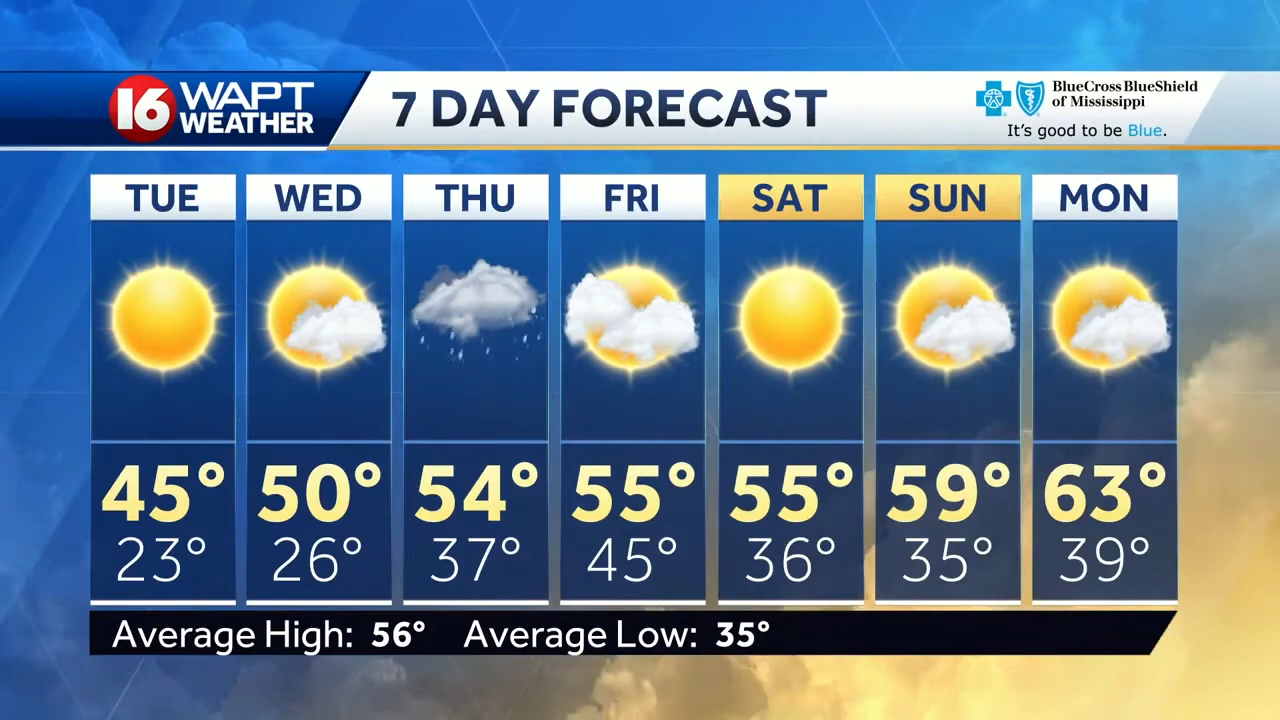 16 WAPT WEATHER
7 DAY FORECAST
BlueCross BlueShield
of Mississippi
It's good to be Blue.
TUE WED THU FRI SAT SUN MON
45° 50° 54° 55° 55° 59° 63°
23° 26° 37° 45° 36° 35° 39°
Average High: 56° Average Low: 35°